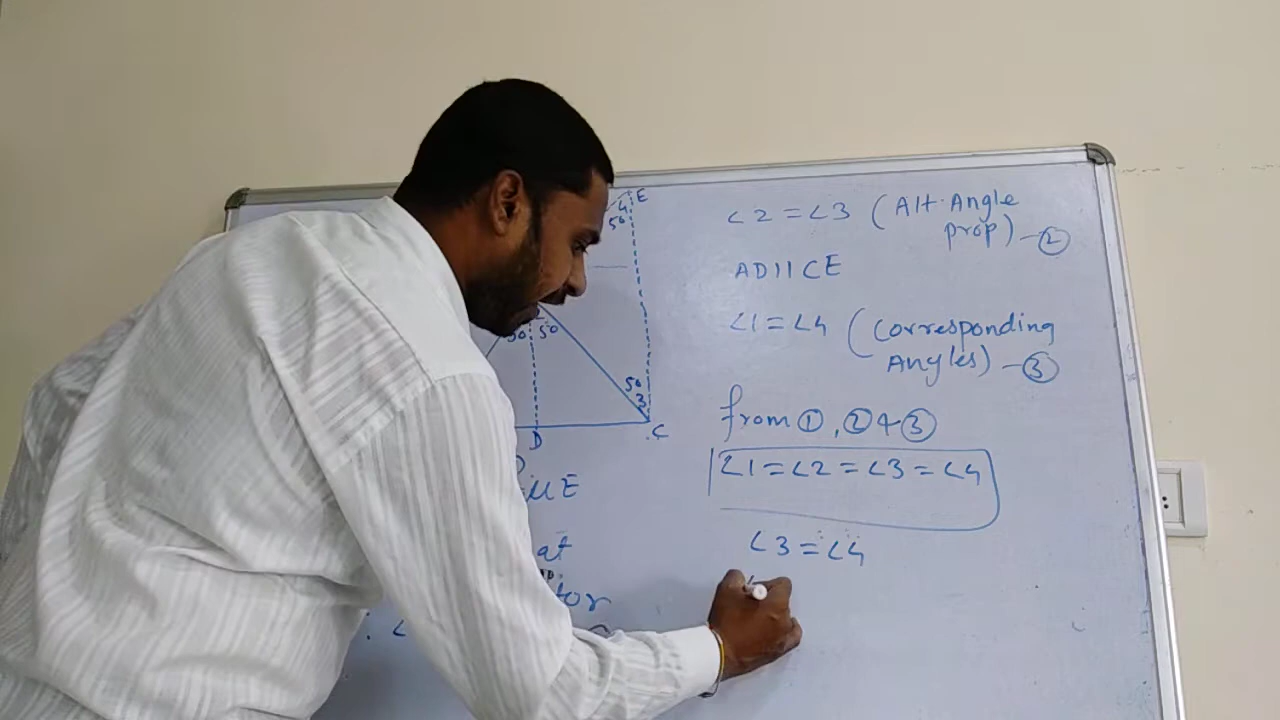 4 E
50
50 50
50
3
D C
at
∠2 = ∠3 (Alt. Angle
prop) - ②
AD || CE
∠1 = ∠4 (Corresponding
Angles) - ③
from ①, ② & ③
∠1 = ∠2 = ∠3 = ∠4
∠3 = ∠4